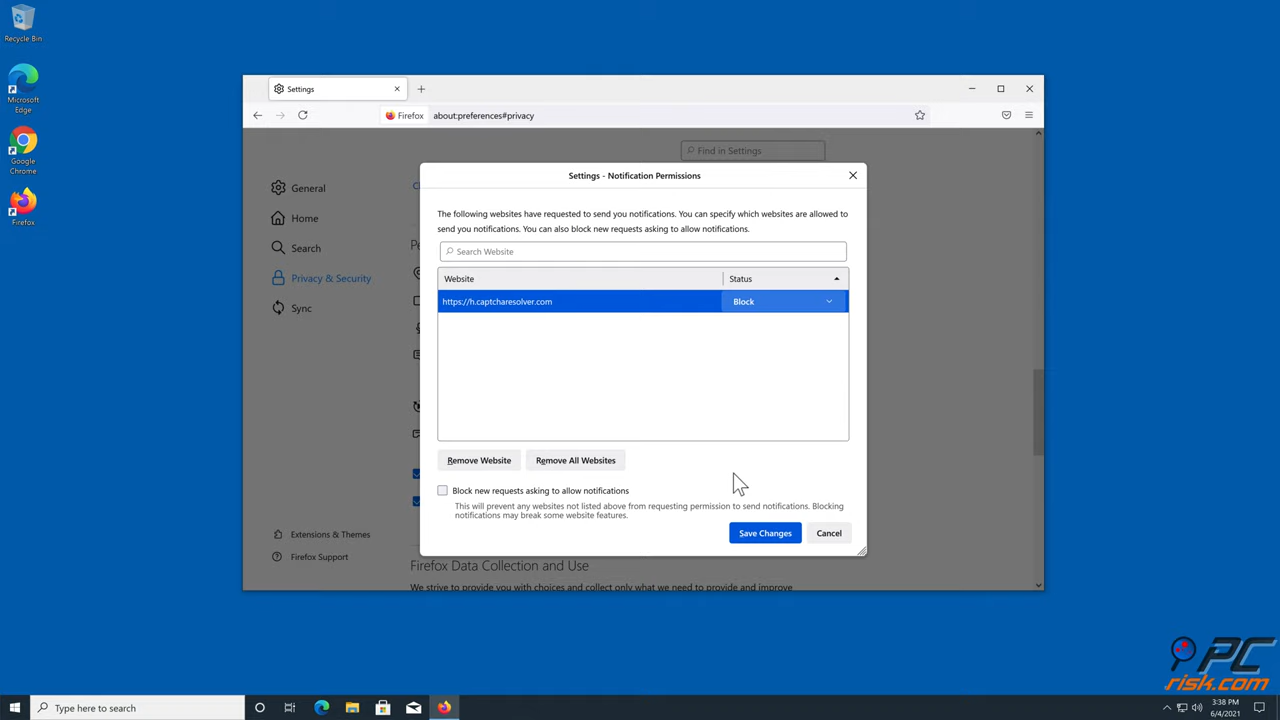 Recycle Bin
Microsoft
Edge
Google
Chrome
Firefox
Settings
Firefox about:preferences#privacy
Find in Settings
General
Home
Search
Privacy & Security
Sync
Extensions & Themes
Firefox Support
Settings - Notification Permissions
The following websites have requested to send you notifications. You can specify which websites are allowed to
send you notifications. You can also block new requests asking to allow notifications.
Search Website
Website Status
https://h.captcharesolver.com Block
Remove Website Remove All Websites
Block new requests asking to allow notifications
This will prevent any websites not listed above from requesting permission to send notifications. Blocking
notifications may break some website features.
Save Changes Cancel
Firefox Data Collection and Use
We strive to provide you with choices and collect only what we need to provide and improve
PC
risk.com
Type here to search
3:38 PM
6/4/2021